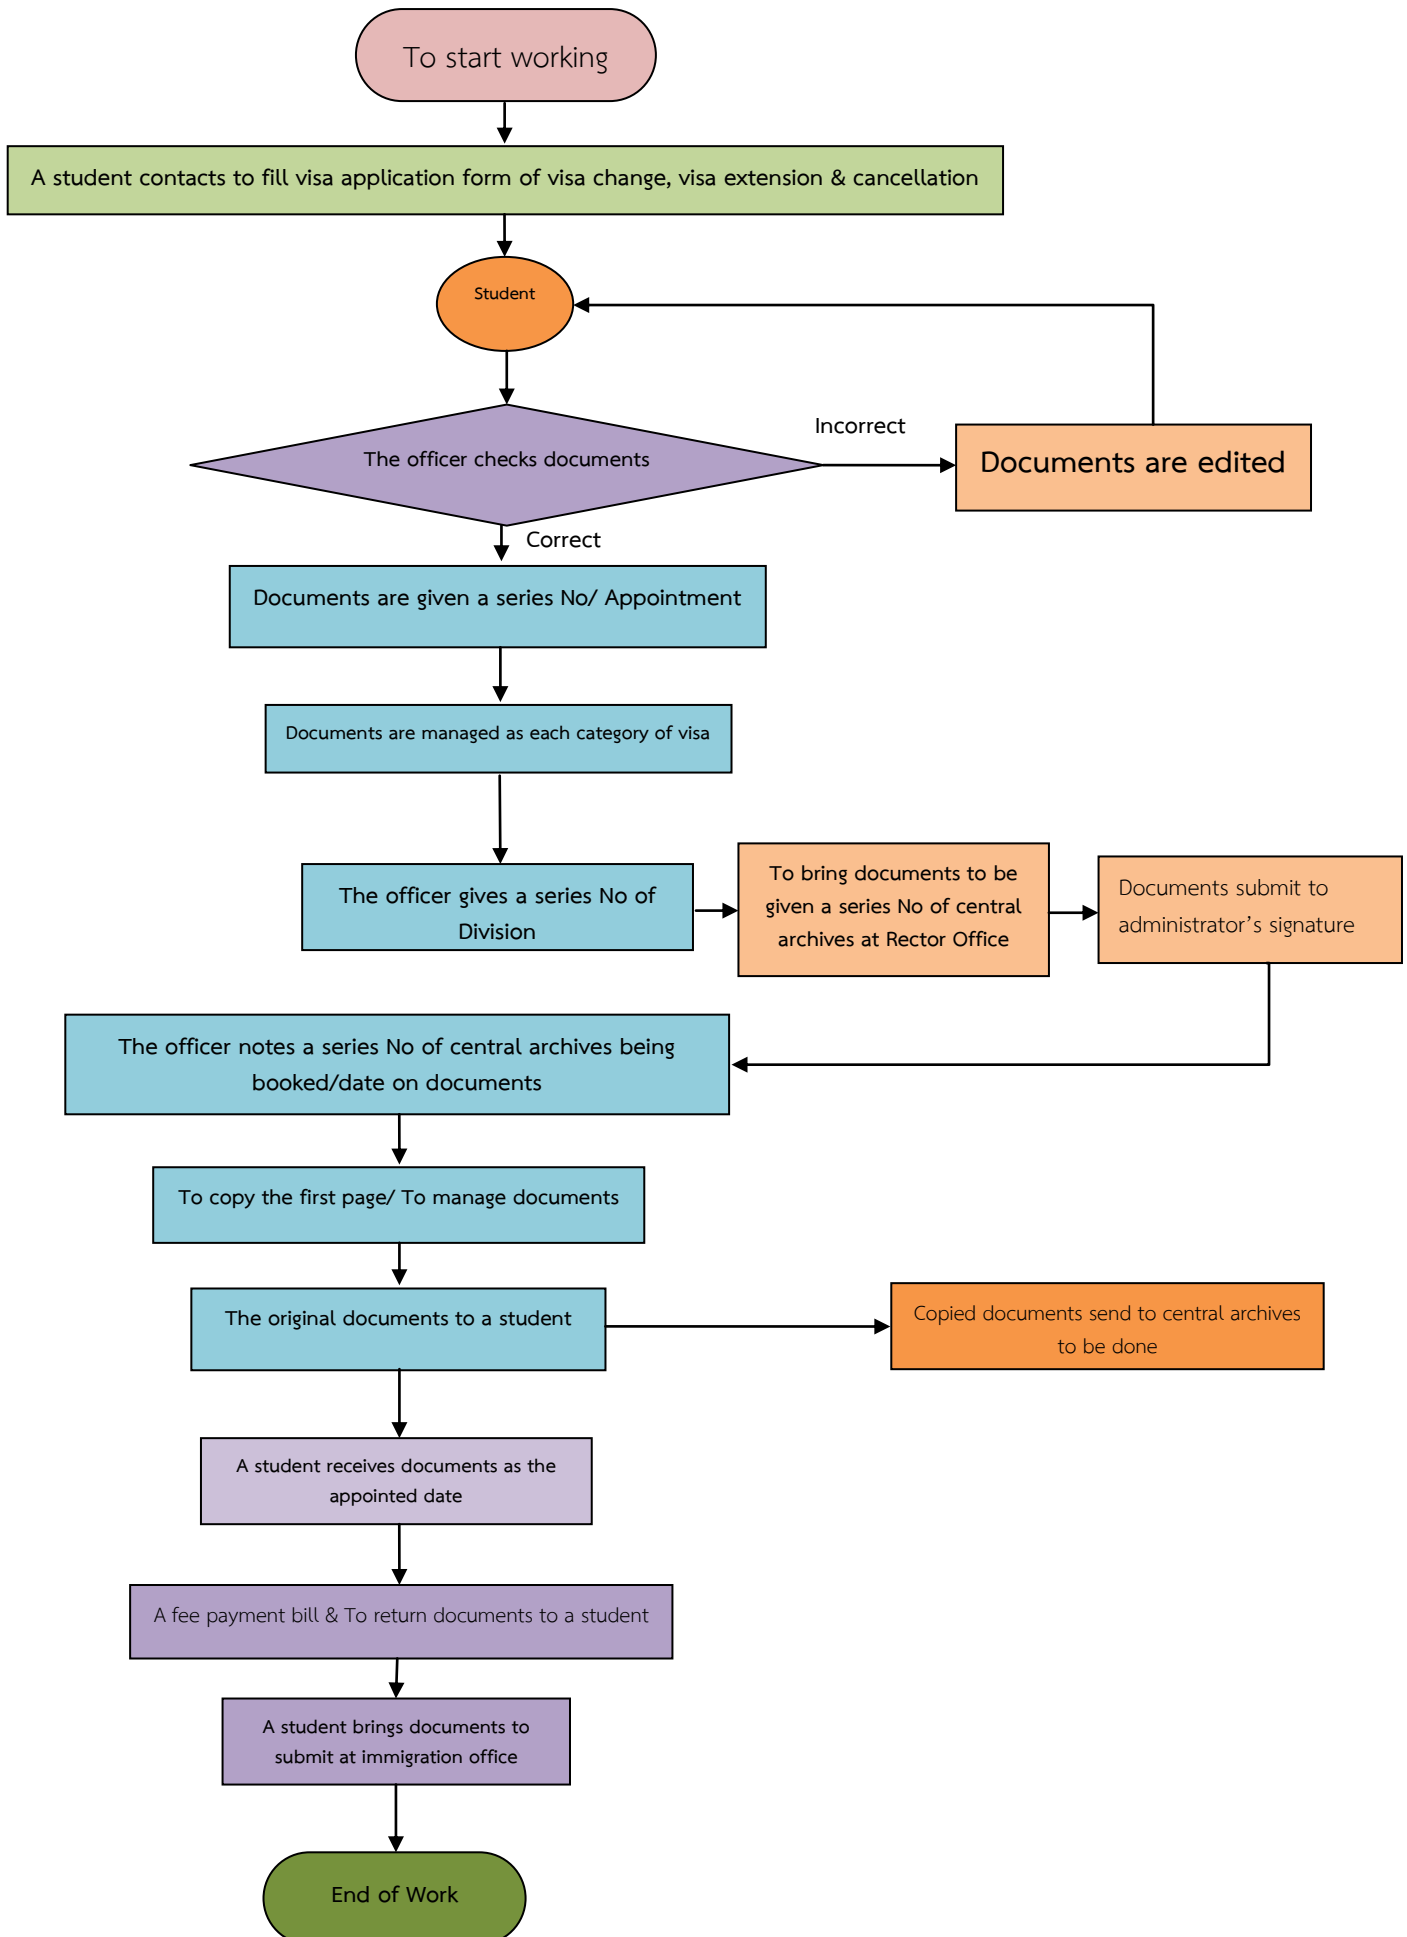 To start working
A student contacts to fill visa application form of visa change, visa extension & cancellation
Student
Incorrect
The officer checks documents
Documents are edited
Correct
Documents are given a series No/ Appointment
Documents are managed as each category of visa
The officer gives a series No of
Division
To bring documents to be
given a series No of central
archives at Rector Office
Documents submit to
administrator’s signature
The officer notes a series No of central archives being
booked/date on documents
To copy the first page/ To manage documents
The original documents to a student
Copied documents send to central archives
to be done
A student receives documents as the
appointed date
A fee payment bill & To return documents to a student
A student brings documents to
submit at immigration office
End of Work